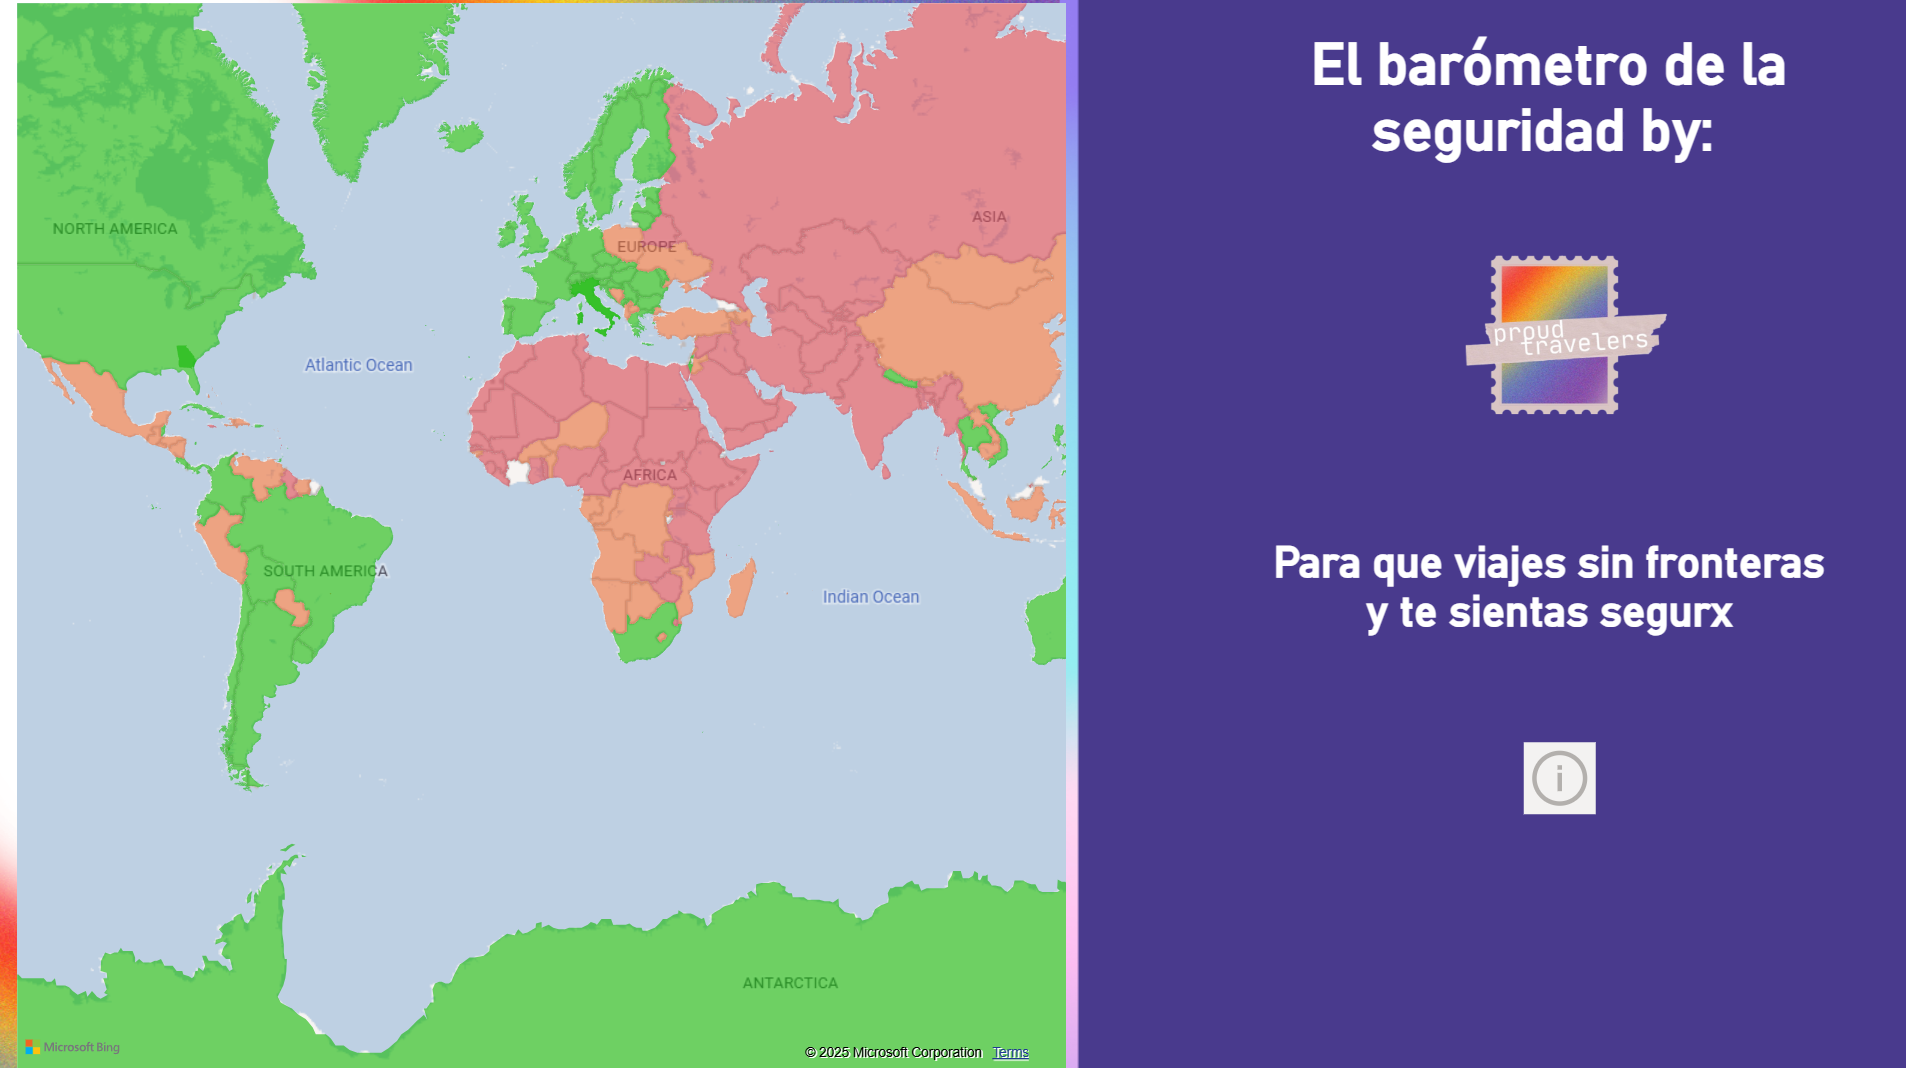 El barómetro de la
seguridad by:
proud
travelers
Para que viajes sin fronteras
y te sientas segurx
i
NORTH AMERICA
EUROPE
ASIA
Atlantic Ocean
AFRICA
SOUTH AMERICA
Indian Ocean
ANTARCTICA
Microsoft Bing
© 2025 Microsoft Corporation Terms